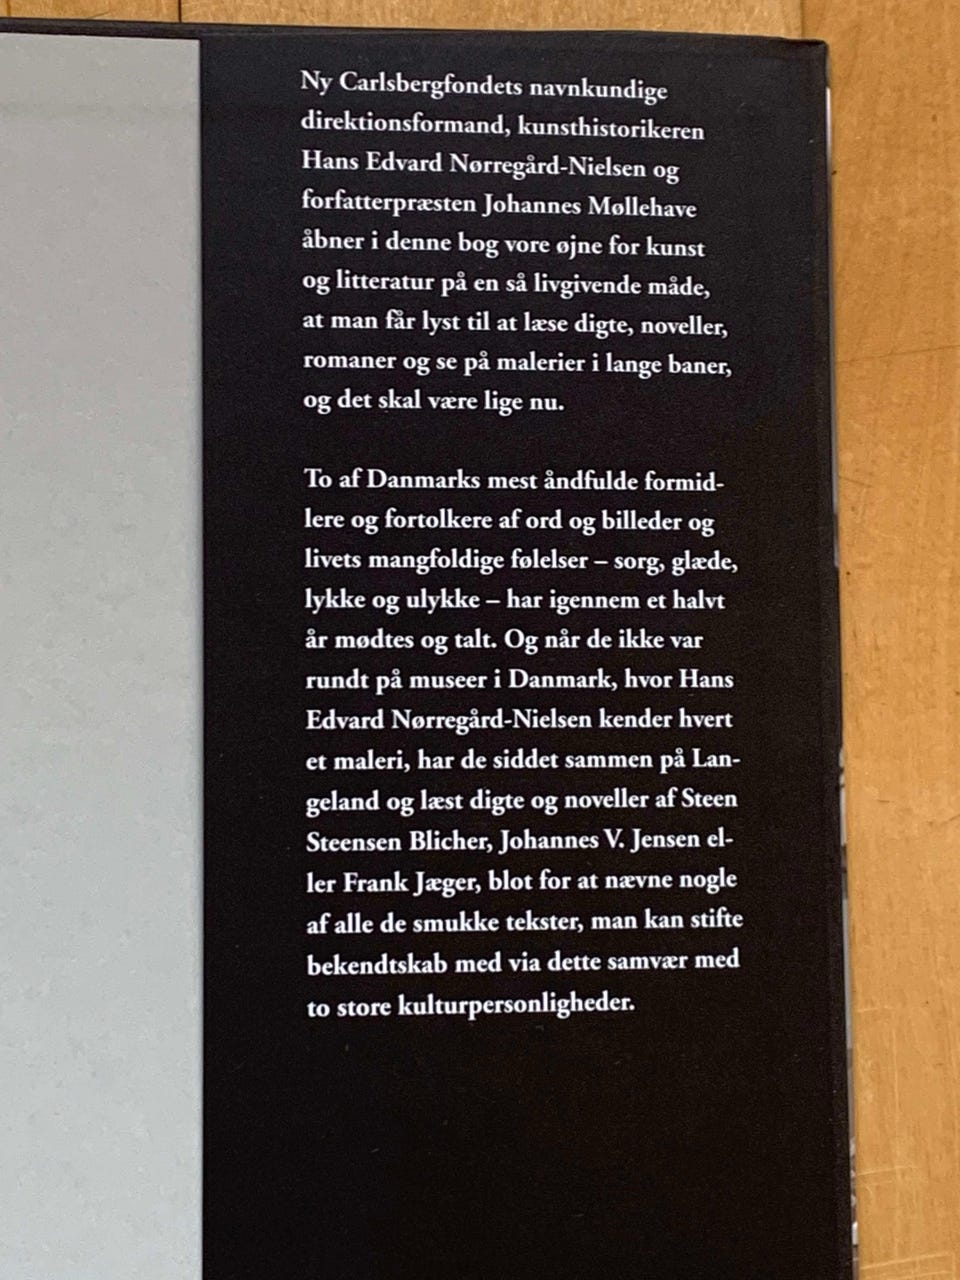 Ny Carlsbergfondets navnkundige
direktionsformand, kunsthistorikeren
Hans Edvard Nørregård-Nielsen og
forfatterpræsten Johannes Møllehave
åbner i denne bog vore øjne for kunst
og litteratur på en så livgivende måde,
at man får lyst til at læse digte, noveller,
romaner og se på malerier i lange baner,
og det skal være lige nu.
To af Danmarks mest åndfulde formid-
lere og fortolkere af ord og billeder og
livets mangfoldige følelser – sorg, glæde,
lykke og ulykke – har igennem et halvt
år mødtes og talt. Og når de ikke var
rundt på museer i Danmark, hvor Hans
Edvard Nørregård-Nielsen kender hvert
et maleri, har de siddet sammen på Lan-
geland og læst digte og noveller af Steen
Steensen Blicher, Johannes V. Jensen el-
ler Frank Jæger, blot for at nævne nogle
af alle de smukke tekster, man kan stifte
bekendtskab med via dette samvær med
to store kulturpersonligheder.